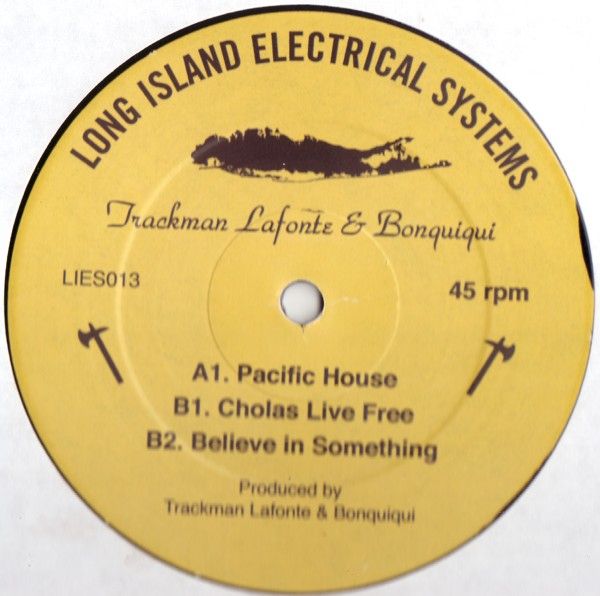 LONG ISLAND ELECTRICAL SYSTEMS
Trackman Lafonte & Bonquiqui
LIES013
45 rpm
A1. Pacific House
B1. Cholas Live Free
B2. Believe in Something
Produced by
Trackman Lafonte & Bonquiqui